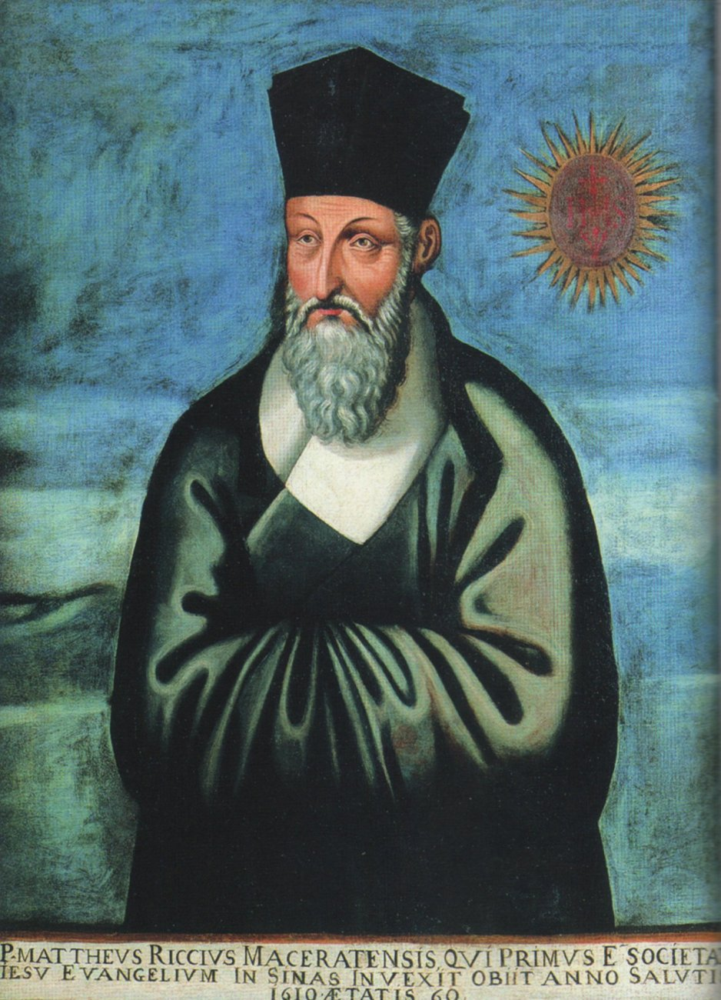 P. MATTHEVS RICCIVS MACERATENSIS, QVI PRIMVS E SOCIETA
IESV EVANGELIVM IN SINAS INVEXIT OBIIT ANNO SALVTI
1610·ÆTATIS 60